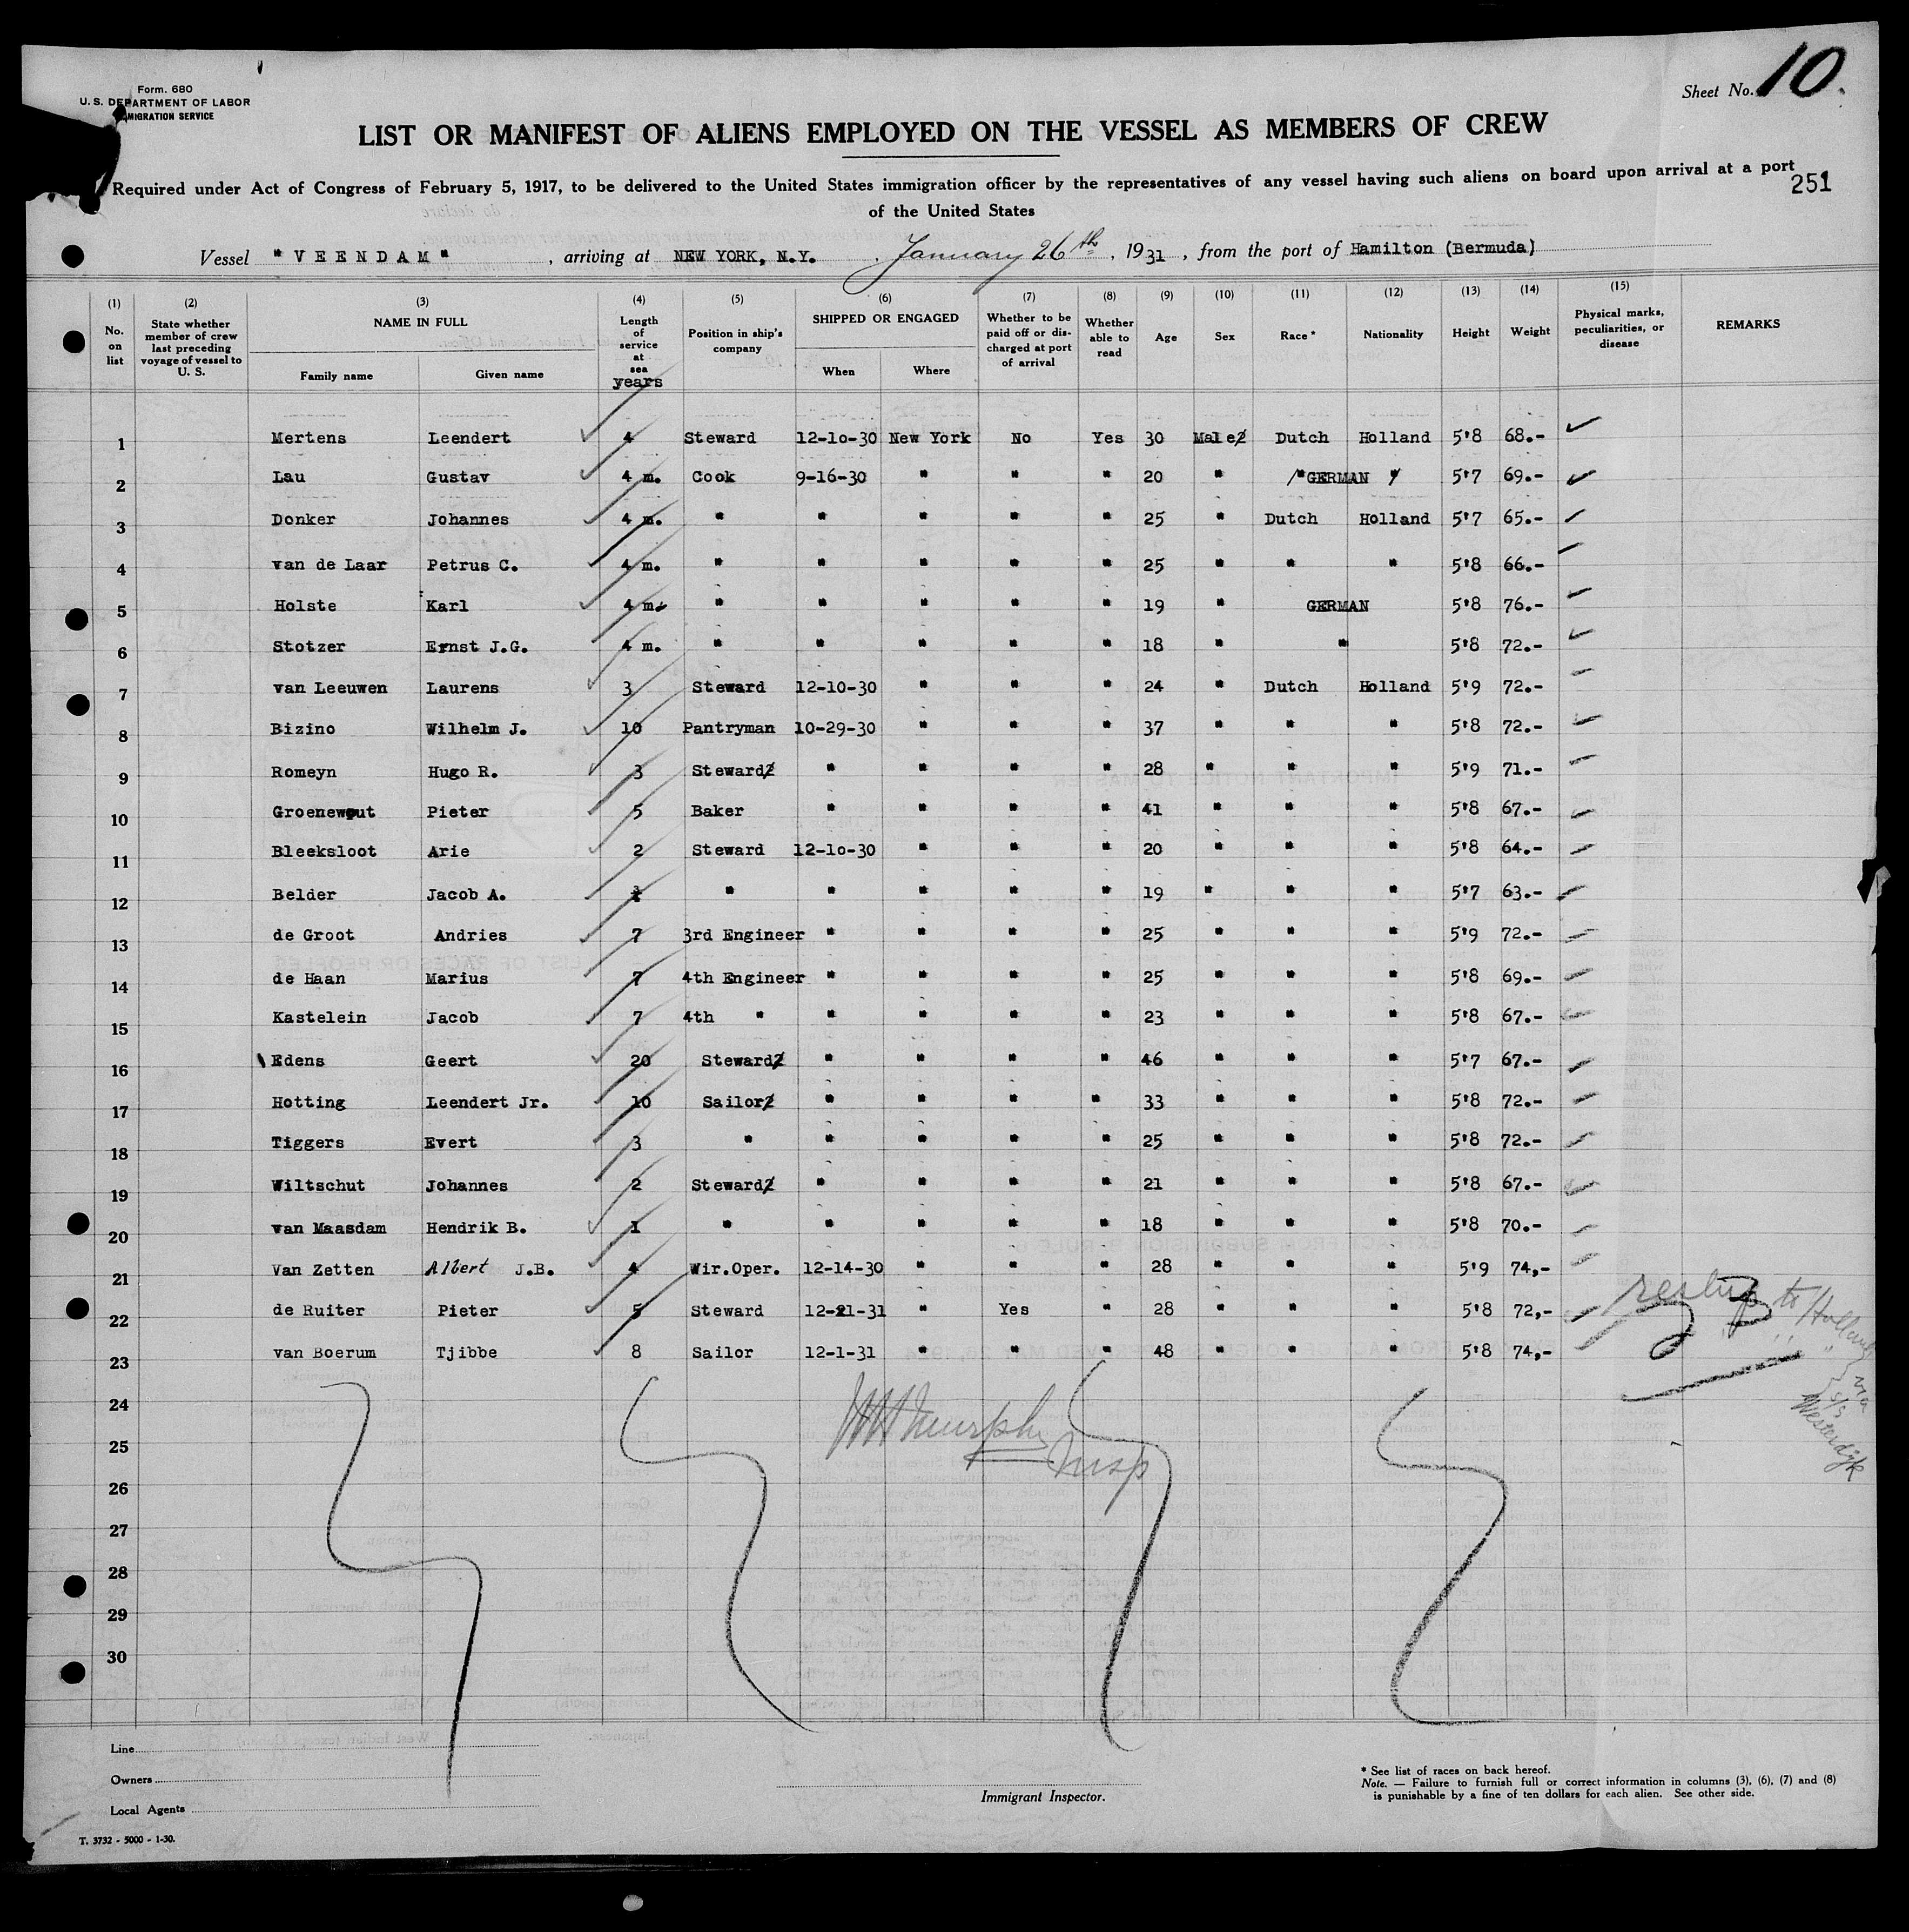 Form. 680
U. S. DEPARTMENT OF LABOR
MIGRATION SERVICE
Sheet No. 10.
LIST OR MANIFEST OF ALIENS EMPLOYED ON THE VESSEL AS MEMBERS OF CREW
Required under Act of Congress of February 5, 1917, to be delivered to the United States immigration officer by the representatives of any vessel having such aliens on board upon arrival at a port
of the United States
251
Vessel "VEENDAM", arriving at NEW YORK, N.Y. January 26th, 1931, from the port of Hamilton (Bermuda)
(1) (2) (3) (4) (5) (6) (7) (8) (9) (10) (11) (12) (13) (14) (15)
No. on list | State whether member of crew last preceding voyage of vessel to U. S. | NAME IN FULL Family name Given name | Length of service at sea years | Position in ship's company | SHIPPED OR ENGAGED When Where | Whether to be paid off or discharged at port of arrival | Whether able to read | Age | Sex | Race* | Nationality | Height | Weight | Physical marks, peculiarities, or disease | REMARKS
1 Mertens Leendert 4 Steward 12-10-30 New York No Yes 30 Male Dutch Holland 5'8 68.-
2 Lau Gustav 4 m. Cook 9-16-30 " " " 20 " "GERMAN " 5'7 69.-
3 Donker Johannes 4 m. " " " " " 25 " Dutch Holland 5'7 65.-
4 van de Laar Petrus C. 4 m. " " " " " 25 " " " 5'8 66.-
5 Holste Karl 4 m. " " " " " 19 " GERMAN 5'8 76.-
6 Stotzer Ernst J.G. 4 m. " " " " " 18 " " 5'8 72.-
7 van Leeuwen Laurens 3 Steward 12-10-30 " " " 24 " Dutch Holland 5'9 72.-
8 Bizino Wilhelm J. 10 Pantryman 10-29-30 " " " 37 " " " 5'8 72.-
9 Romeyn Hugo R. 3 Steward " " " " 28 " " " 5'9 71.-
10 Groenewout Pieter 5 Baker " " " " 41 " " " 5'8 67.-
11 Bleeksloot Arie 2 Steward 12-10-30 " " " 20 " " " 5'8 64.-
12 Belder Jacob A. " " " " " 19 " " " 5'7 63.-
13 de Groot Andries 7 3rd Engineer " " " " 25 " " " 5'9 72.-
14 de Haan Marius 7 4th Engineer " " " " 25 " " " 5'8 69.-
15 Kastelein Jacob 7 4th " " " " " 23 " " " 5'8 67.-
16 Edens Geert 20 Steward " " " " 46 " " " 5'7 67.-
17 Hotting Leendert Jr. 10 Sailor " " " " 33 " " " 5'8 72.-
18 Tiggers Evert 3 " " " " " 25 " " " 5'8 72.-
19 Wiltschut Johannes 2 Steward " " " " 21 " " " 5'8 67.-
20 van Maasdam Hendrik B. 1 " " " " " 18 " " " 5'8 70.-
21 Van Zetten Albert J.B. 4 Wir.Oper. 12-14-30 " " " 28 " " " 5'9 74,-
22 de Ruiter Pieter 5 Steward 12-21-31 " Yes " 28 " " " 5'8 72,- reship to Holland
23 van Boerum Tjibbe 8 Sailor 12-1-31 " " " 48 " " " 5'8 74,- " " "
via s/s Westerdijk
24
25
26
27
28
29
30
Murphy
Insp
Line
Owners
Local Agents
Immigrant Inspector.
* See list of races on back hereof.
Note. — Failure to furnish full or correct information in columns (3), (6), (7) and (8)
is punishable by a fine of ten dollars for each alien. See other side.
T. 3732 - 5000 - 1-30.